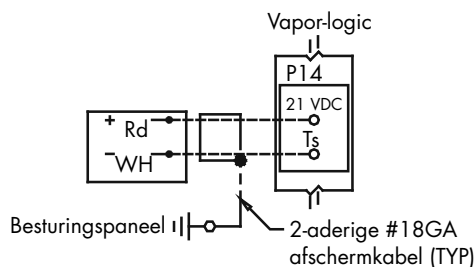 Vapor-logic
P14
21 VDC
+ Rd
Ts
−WH
Besturingspaneel
2-aderige #18GA
afschermkabel (TYP)